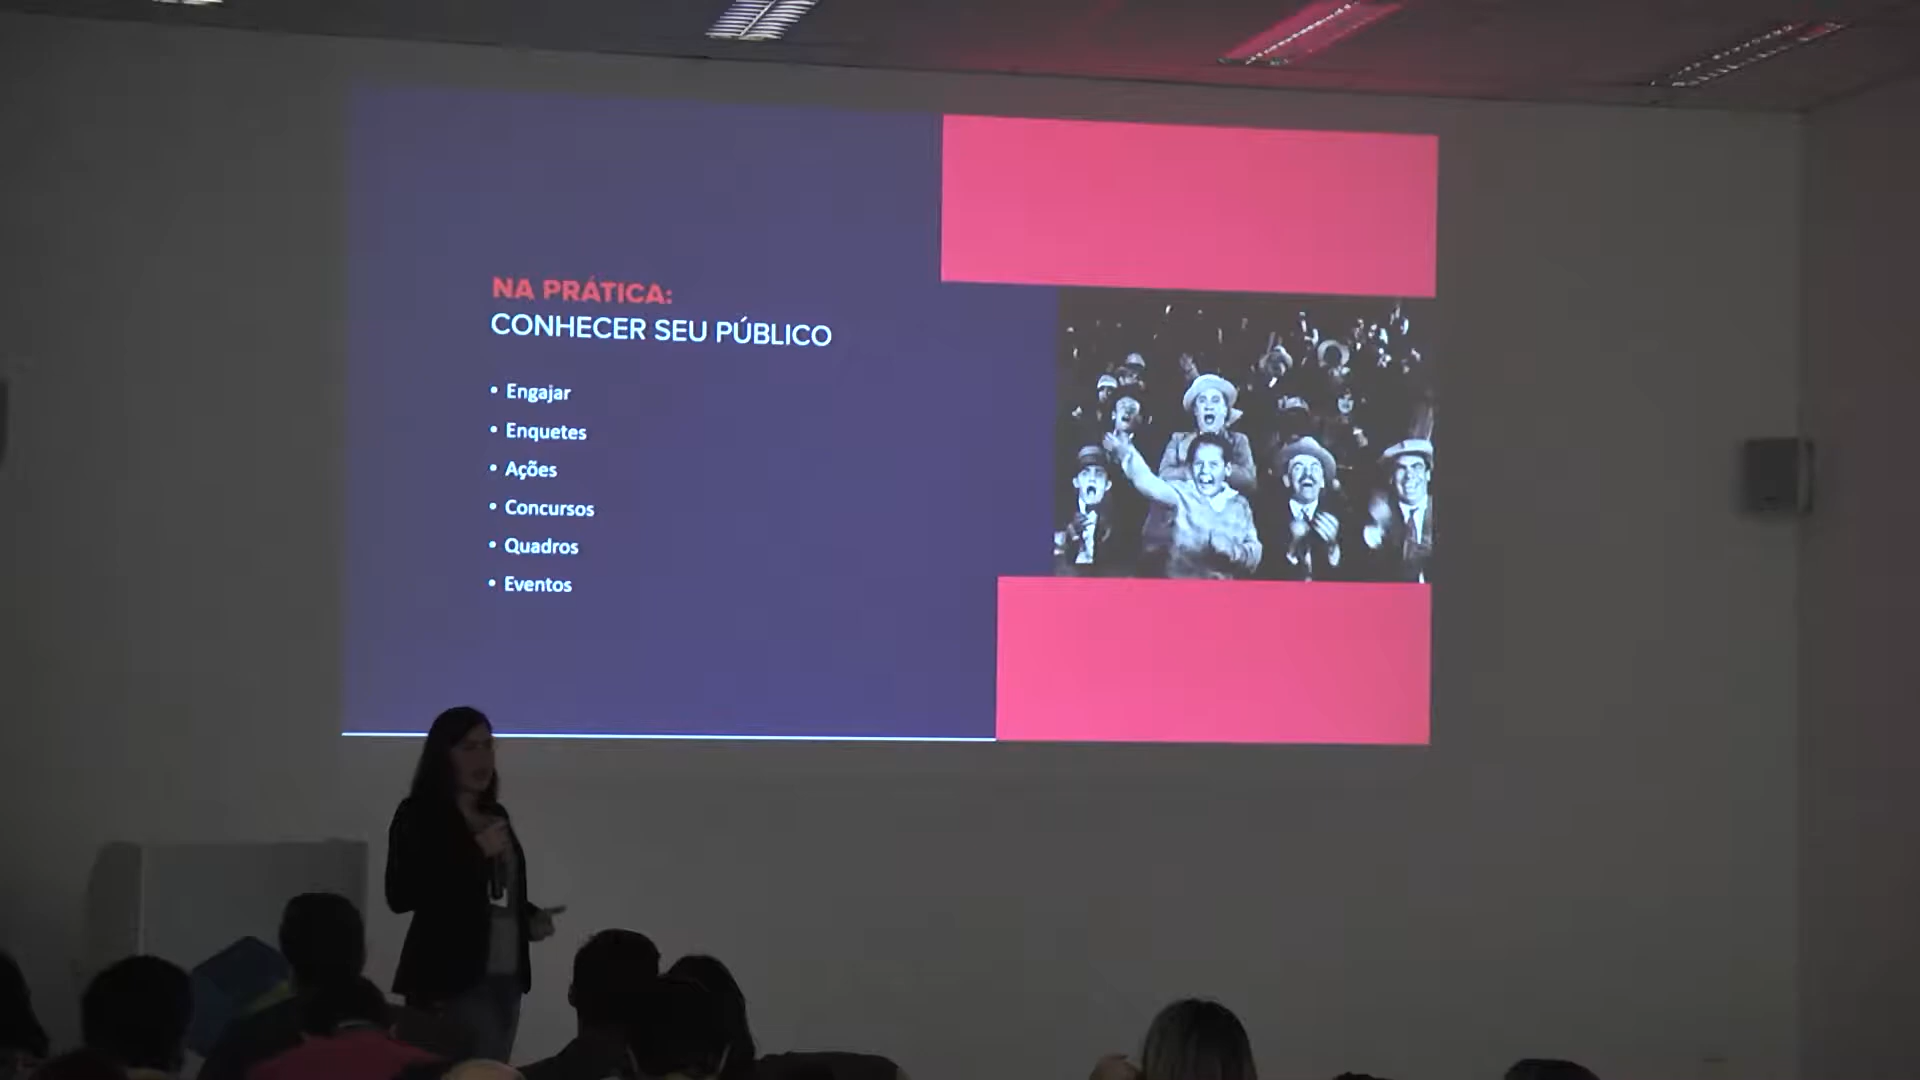 NA PRÁTICA:
CONHECER SEU PÚBLICO
• Engajar
• Enquetes
• Ações
• Concursos
• Quadros
• Eventos